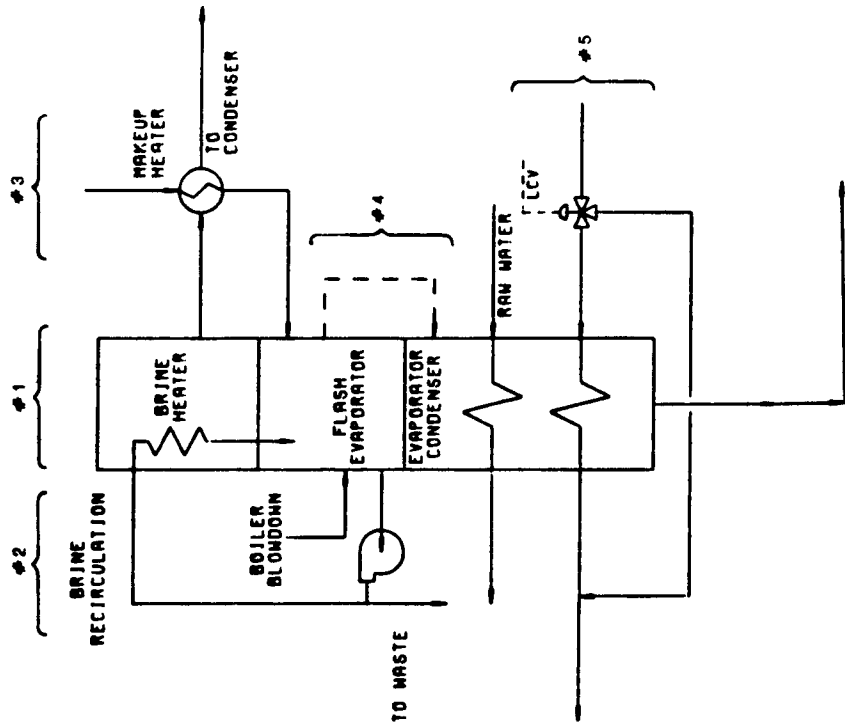 #1
#2
#3
#4
#5
BRINE
RECIRCULATION
BRINE
HEATER
MAKEUP
HEATER
TO
CONDENSER
BOILER
BLOWDOWN
FLASH
EVAPORATOR
EVAPORATOR
CONDENSER
RAW WATER
LCV
TO WASTE